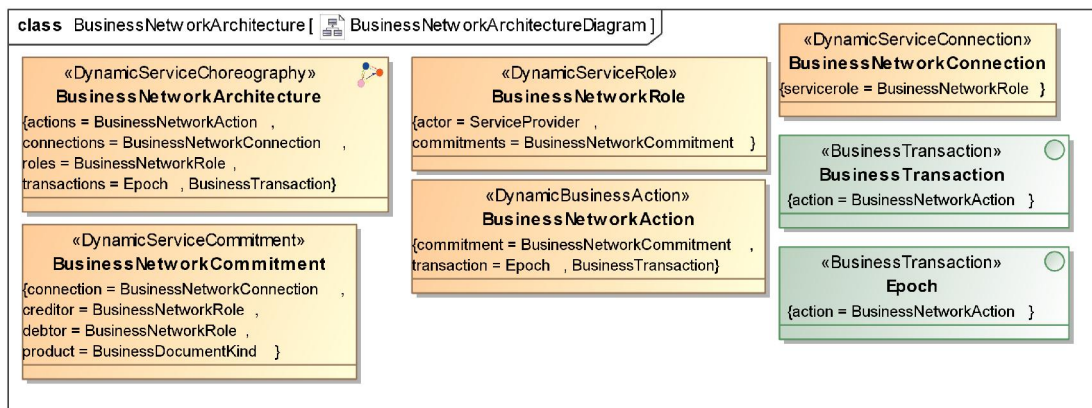 class BusinessNetworkArchitecture [ BusinessNetworkArchitectureDiagram ]
«DynamicServiceChoreography»
BusinessNetworkArchitecture
{actions = BusinessNetworkAction ,
connections = BusinessNetworkConnection ,
roles = BusinessNetworkRole ,
transactions = Epoch , BusinessTransaction}
«DynamicServiceCommitment»
BusinessNetworkCommitment
{connection = BusinessNetworkConnection ,
creditor = BusinessNetworkRole ,
debtor = BusinessNetworkRole ,
product = BusinessDocumentKind }
«DynamicServiceRole»
BusinessNetworkRole
{actor = ServiceProvider ,
commitments = BusinessNetworkCommitment }
«DynamicBusinessAction»
BusinessNetworkAction
{commitment = BusinessNetworkCommitment ,
transaction = Epoch , BusinessTransaction}
«DynamicServiceConnection»
BusinessNetworkConnection
{servicerole = BusinessNetworkRole }
«BusinessTransaction»
BusinessTransaction
{action = BusinessNetworkAction }
«BusinessTransaction»
Epoch
{action = BusinessNetworkAction }